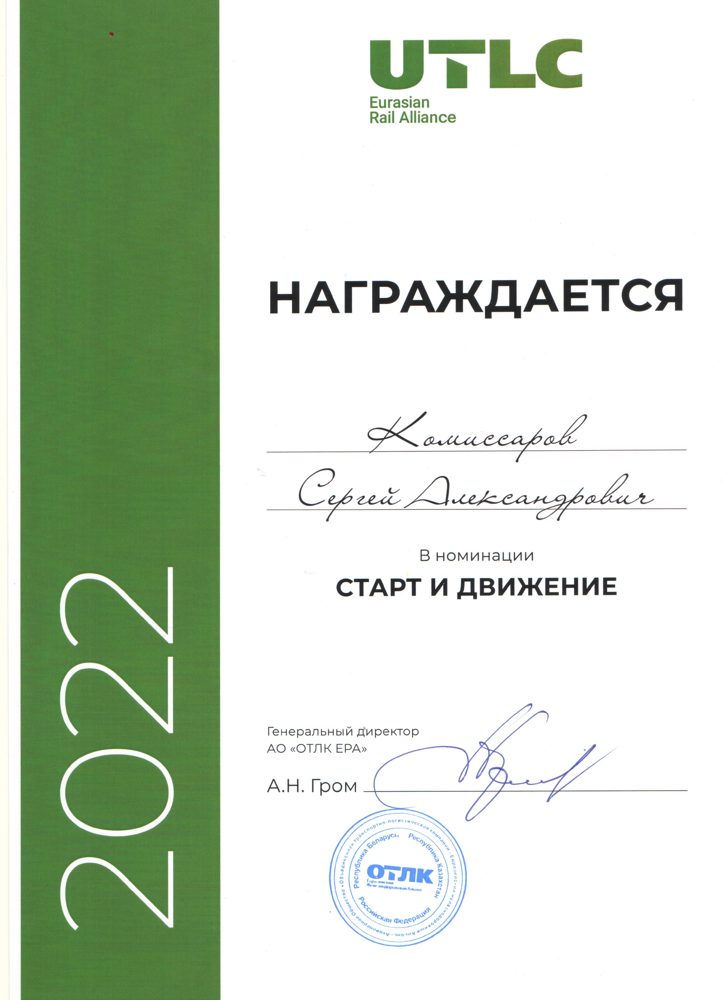 UTLC
Eurasian
Rail Alliance
НАГРАЖДАЕТСЯ
Комиссаров
Сергей Александрович
В номинации
СТАРТ И ДВИЖЕНИЕ
2022
Генеральный директор
АО «ОТЛК ЕРА»
А.Н. Гром
Республика Беларусь
Республика Казахстан
ОТЛК
Российская Федерация